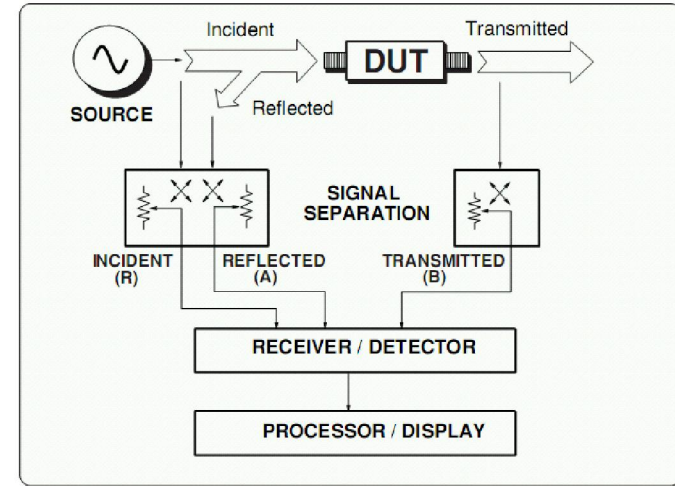 Incident
Transmitted
DUT
SOURCE
Reflected
SIGNAL
SEPARATION
INCIDENT
(R)
REFLECTED
(A)
TRANSMITTED
(B)
RECEIVER / DETECTOR
PROCESSOR / DISPLAY